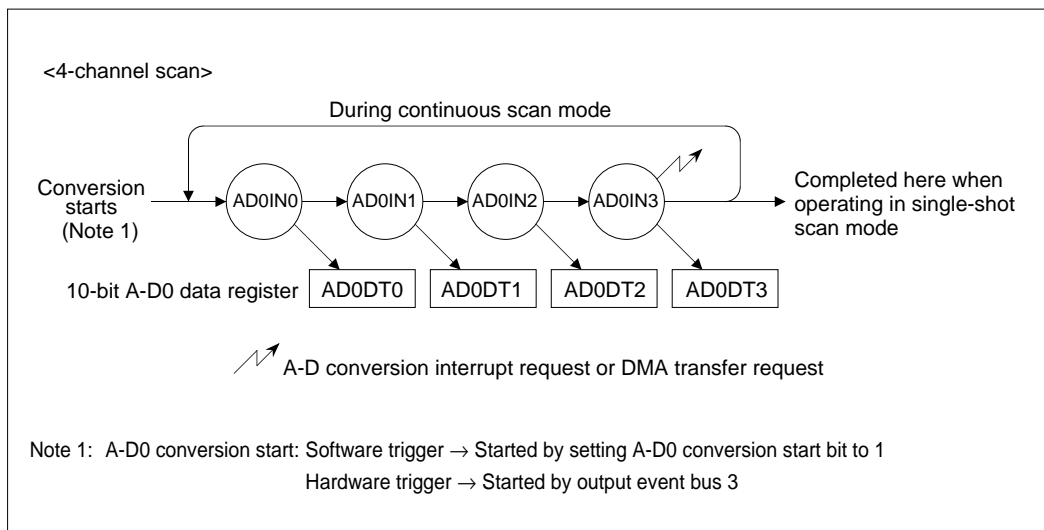 <4-channel scan>
During continuous scan mode
Conversion
starts
(Note 1)
AD0IN0
AD0IN1
AD0IN2
AD0IN3
Completed here when
operating in single-shot
scan mode
10-bit A-D0 data register
AD0DT0
AD0DT1
AD0DT2
AD0DT3
A-D conversion interrupt request or DMA transfer request
Note 1: A-D0 conversion start: Software trigger → Started by setting A-D0 conversion start bit to 1
Hardware trigger → Started by output event bus 3